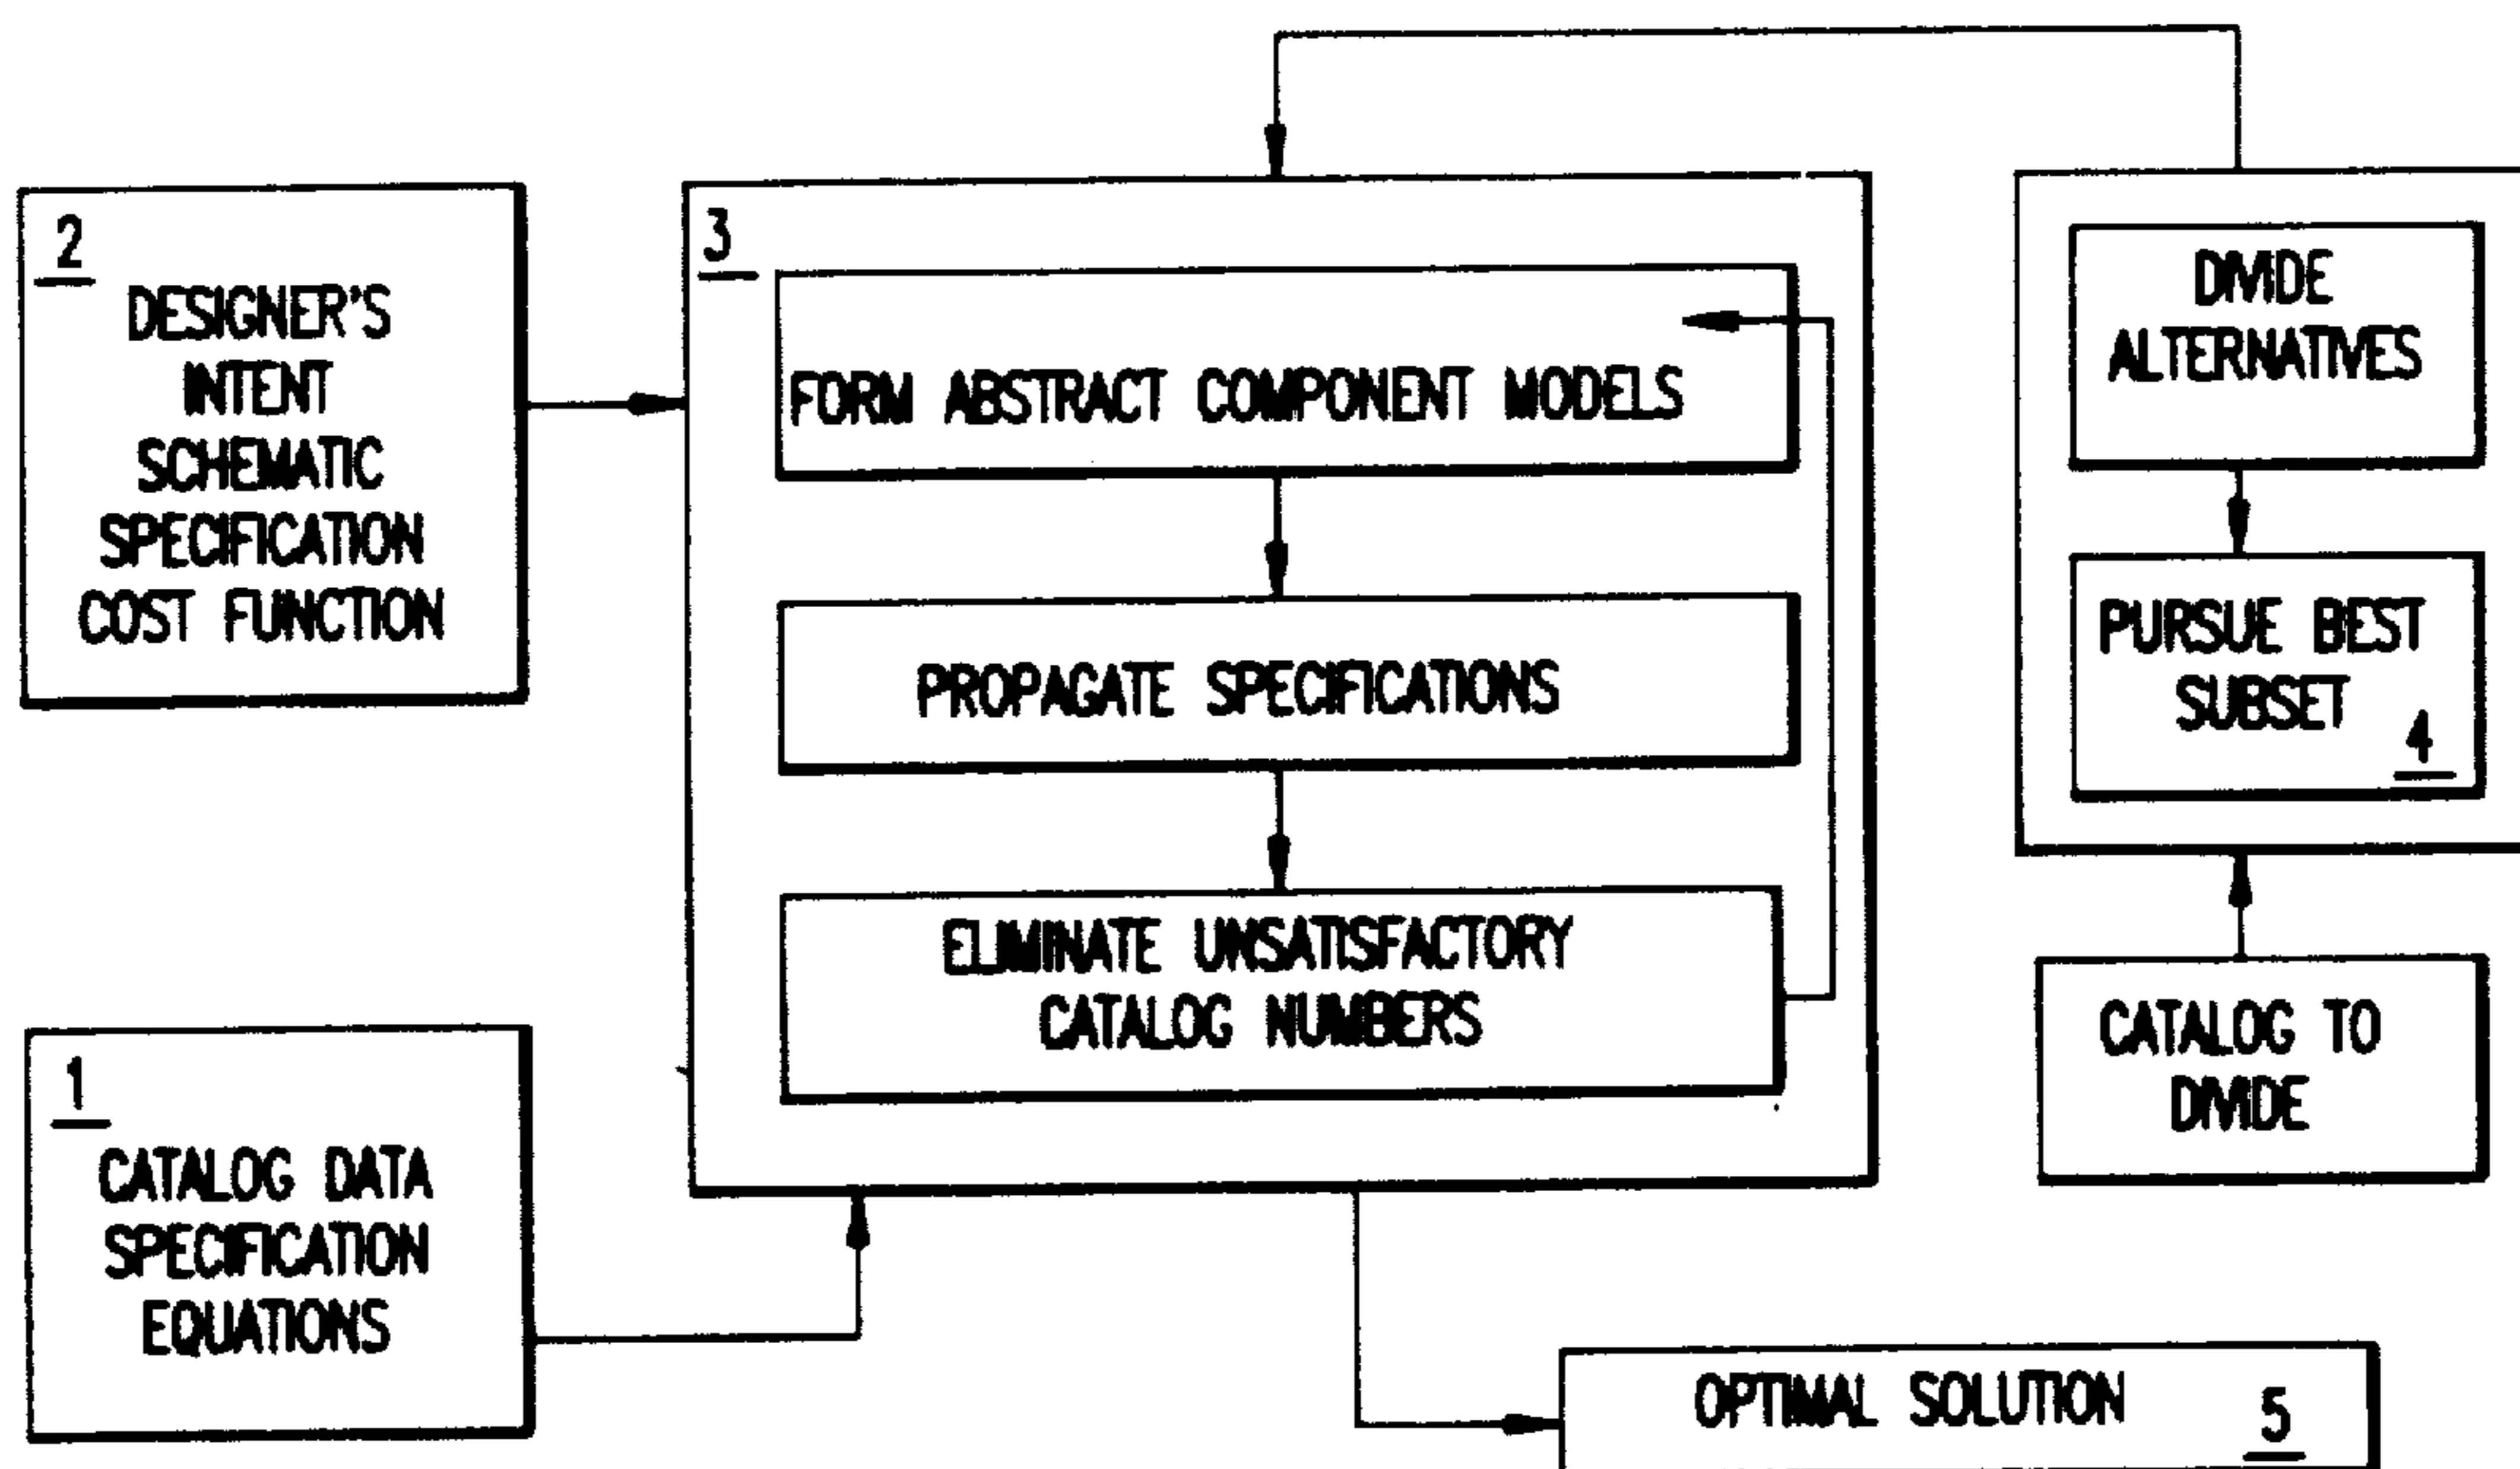 2
DESIGNER'S
INTENT
SCHEMATIC
SPECIFICATION
COST FUNCTION
1
CATALOG DATA
SPECIFICATION
EQUATIONS
3
FORM ABSTRACT COMPONENT MODELS
PROPAGATE SPECIFICATIONS
ELIMINATE UNSATISFACTORY
CATALOG NUMBERS
DIVIDE
ALTERNATIVES
PURSUE BEST
SUBSET
4
CATALOG TO
DIVIDE
OPTIMAL SOLUTION
5